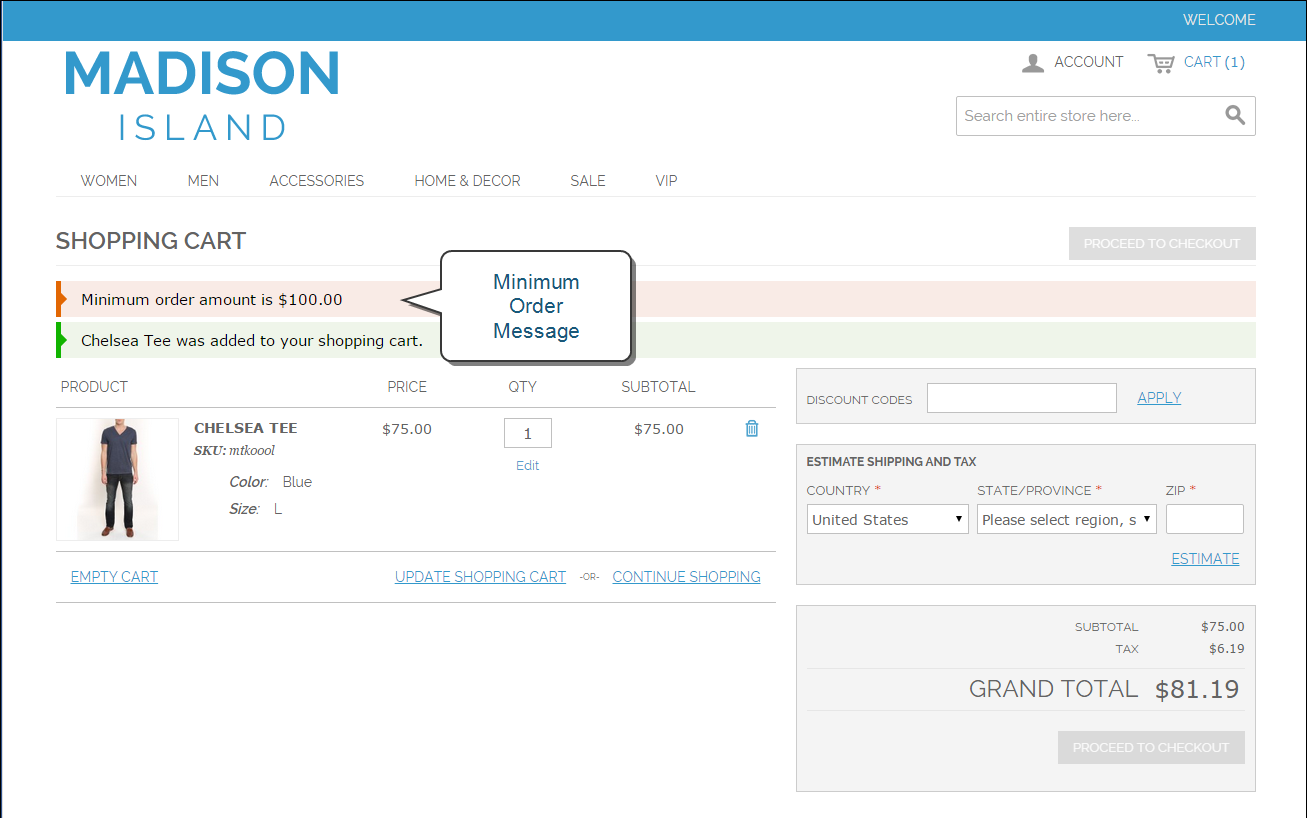 WELCOME
MADISON
ISLAND
ACCOUNT
CART (1)
Search entire store here...
WOMEN MEN ACCESSORIES HOME & DECOR SALE VIP
SHOPPING CART
PROCEED TO CHECKOUT
Minimum order amount is $100.00
Minimum
Order
Message
Chelsea Tee was added to your shopping cart.
PRODUCT PRICE QTY SUBTOTAL
CHELSEA TEE $75.00 1 $75.00
SKU: mtkoool
Edit
Color: Blue
Size: L
EMPTY CART UPDATE SHOPPING CART -OR- CONTINUE SHOPPING
DISCOUNT CODES APPLY
ESTIMATE SHIPPING AND TAX
COUNTRY * STATE/PROVINCE * ZIP *
United States Please select region, s
ESTIMATE
SUBTOTAL $75.00
TAX $6.19
GRAND TOTAL $81.19
PROCEED TO CHECKOUT